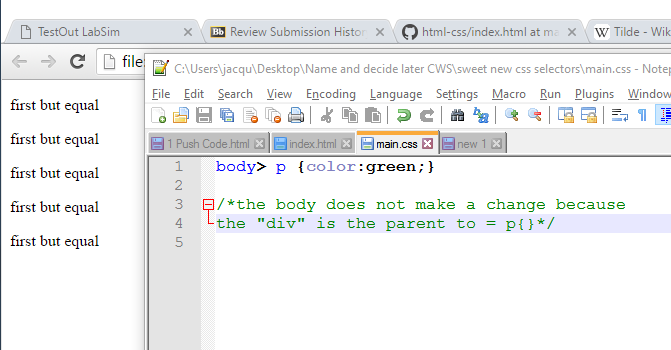 TestOut LabSim
Bb Review Submission Histor
html-css/index.html at ma
W Tilde - Wik
file
C:\Users\jacqu\Desktop\Name and decide later CWS\sweet new css selectors\main.css - Notep
File Edit Search View Encoding Language Settings Macro Run Plugins Window
1 Push Code.html index.html main.css new 1
first but equal
first but equal
first but equal
first but equal
first but equal
1 body> p {color:green;}
2
3 /*the body does not make a change because
4 the "div" is the parent to = p{}*/
5